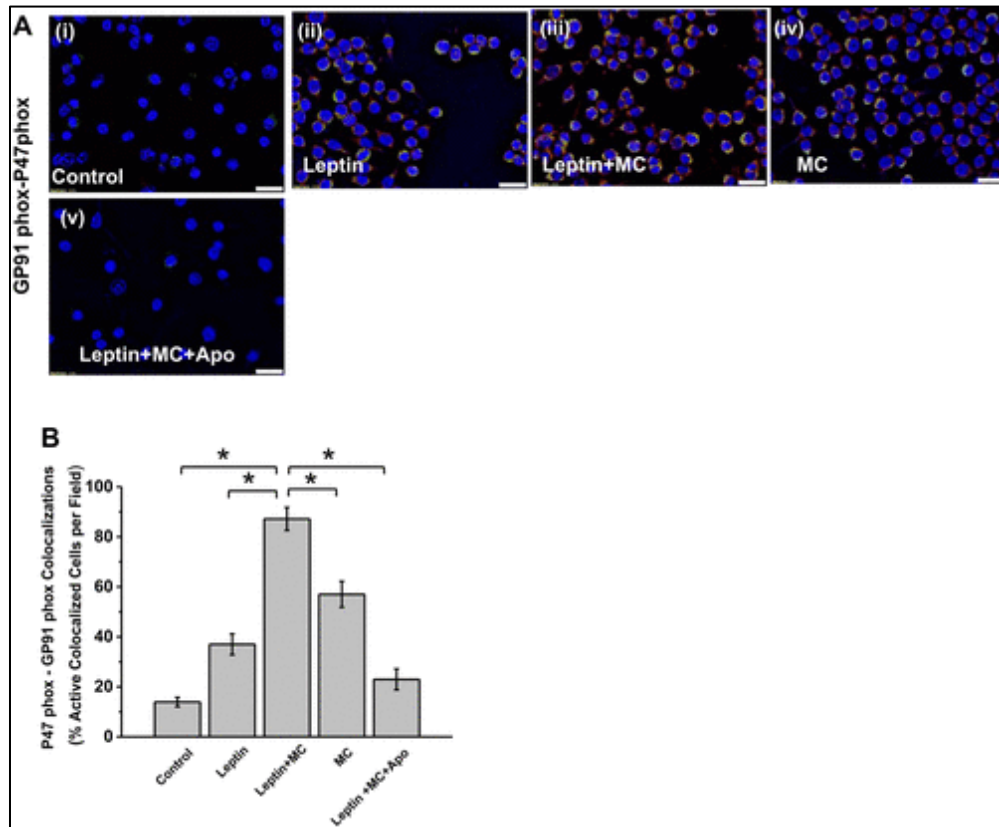 A
(i)
(ii)
(iii)
(iv)
GP91 phox-P47phox
Control
Leptin
Leptin+MC
MC
(v)
Leptin+MC+Apo
B
* *
* *
P47 phox - GP91 phox Colocalizations
(% Active Colocalized Cells per Field)
100
80
60
40
20
0
Control
Leptin
Leptin+MC
MC
Leptin +MC+Apo